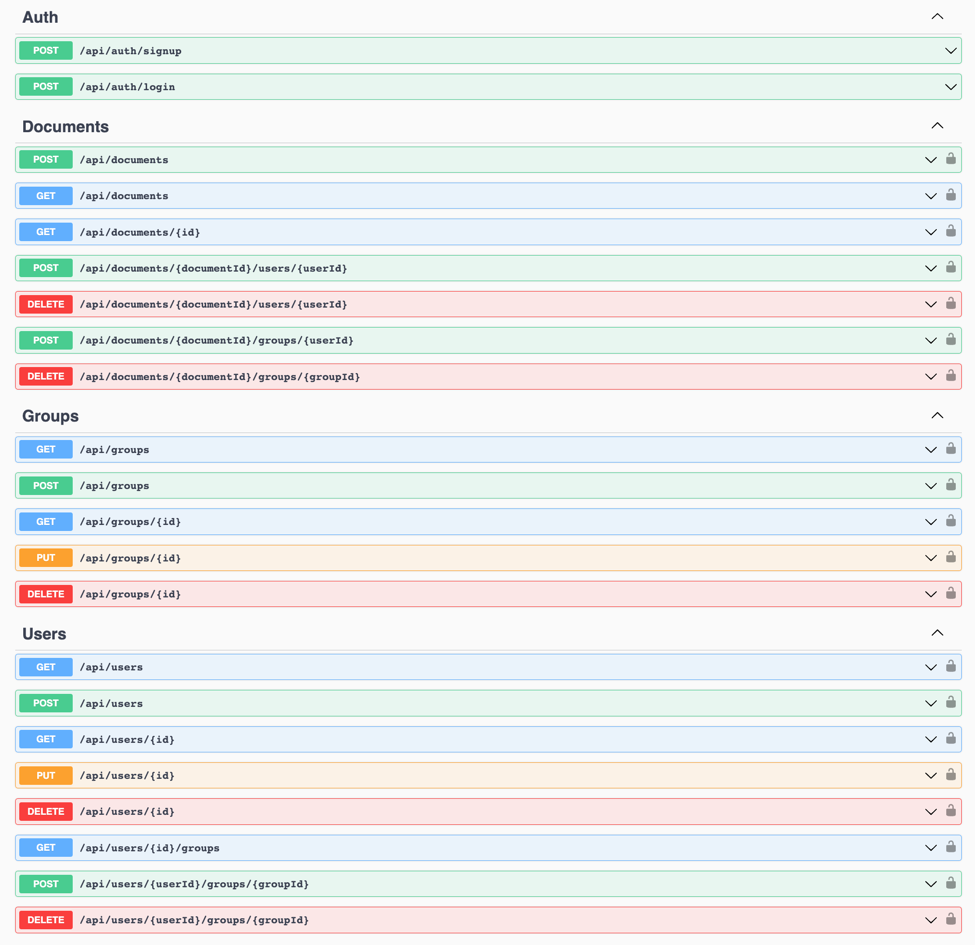 Auth
POST /api/auth/signup
POST /api/auth/login
Documents
POST /api/documents
GET /api/documents
GET /api/documents/{id}
POST /api/documents/{documentId}/users/{userId}
DELETE /api/documents/{documentId}/users/{userId}
POST /api/documents/{documentId}/groups/{userId}
DELETE /api/documents/{documentId}/groups/{groupId}
Groups
GET /api/groups
POST /api/groups
GET /api/groups/{id}
PUT /api/groups/{id}
DELETE /api/groups/{id}
Users
GET /api/users
POST /api/users
GET /api/users/{id}
PUT /api/users/{id}
DELETE /api/users/{id}
GET /api/users/{id}/groups
POST /api/users/{userId}/groups/{groupId}
DELETE /api/users/{userId}/groups/{groupId}